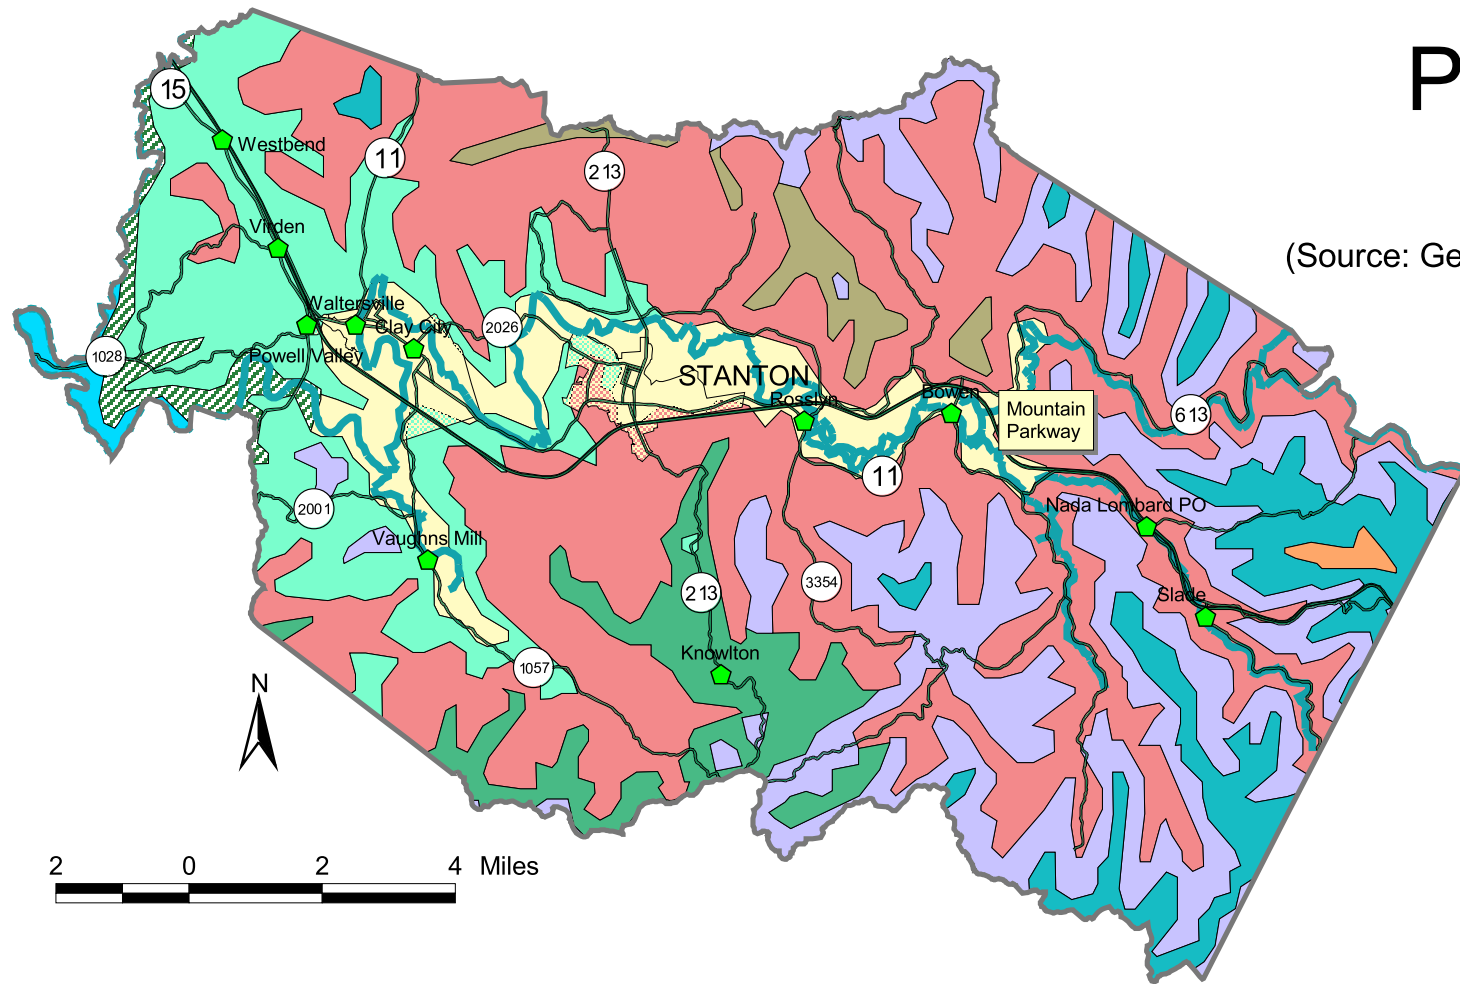 P
(Source: Ge
15
Westbend
11
213
Virden
Waltersville
Clay City
2026
1028
Powell Valley
STANTON
Rosslyn
Bowen
Mountain
Parkway
613
11
2001
Nada Lombard PO
Vaughns Mill
213
3354
Slade
Knowlton
1057
N
2 0 2 4 Miles